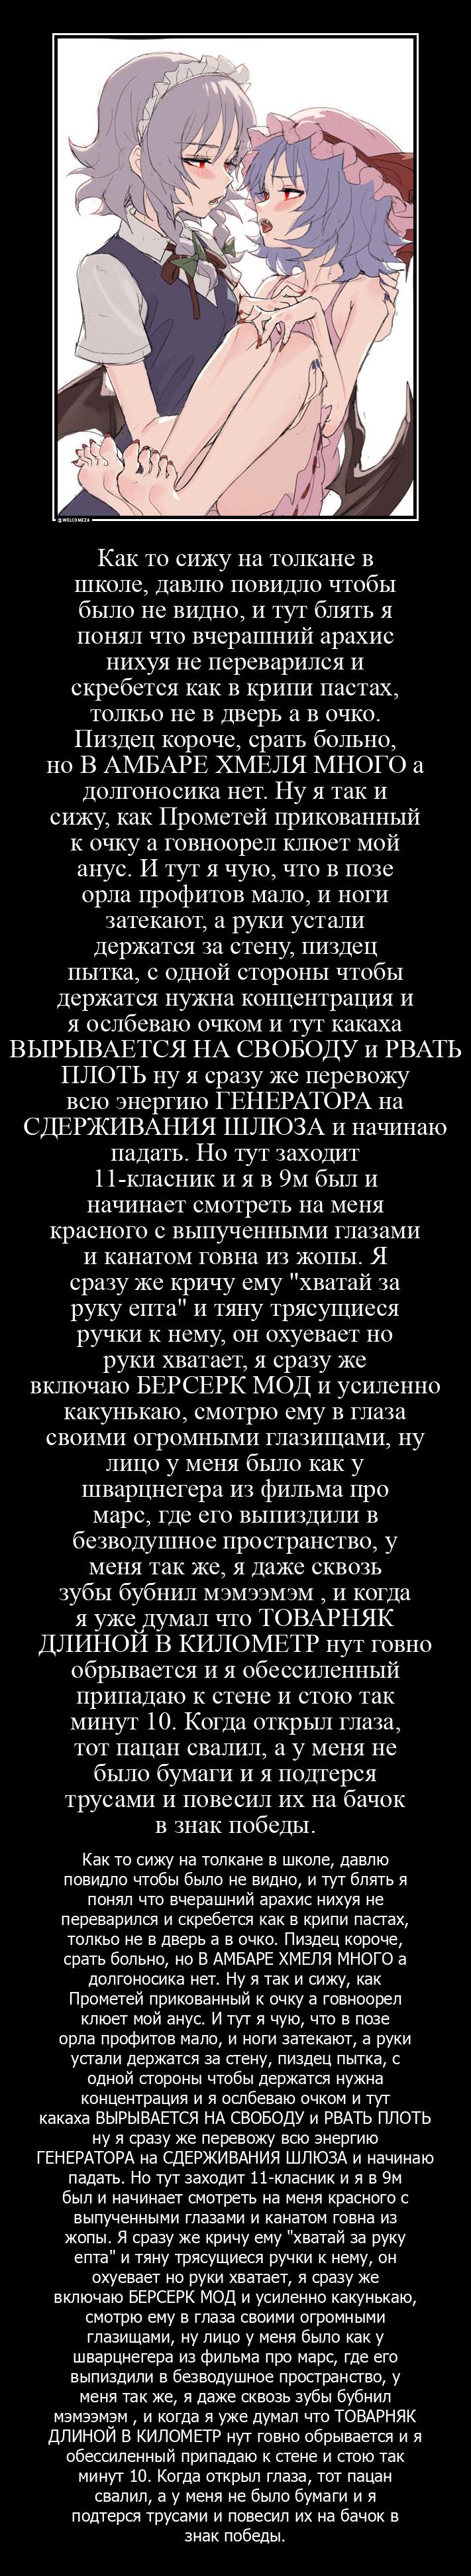 @WELCOMEZA
Как то сижу на толкане в
школе, давлю повидло чтобы
было не видно, и тут блять я
понял что вчерашний арахис
нихуя не переварился и
скребется как в крипи пастах,
толкьо не в дверь а в очко.
Пиздец короче, срать больно,
но В АМБАРЕ ХМЕЛЯ МНОГО а
долгоносика нет. Ну я так и
сижу, как Прометей прикованный
к очку а говноорел клюет мой
анус. И тут я чую, что в позе
орла профитов мало, и ноги
затекают, а руки устали
держатся за стену, пиздец
пытка, с одной стороны чтобы
держатся нужна концентрация и
я ослбеваю очком и тут какаха
ВЫРЫВАЕТСЯ НА СВОБОДУ и РВАТЬ
ПЛОТЬ ну я сразу же перевожу
всю энергию ГЕНЕРАТОРА на
СДЕРЖИВАНИЯ ШЛЮЗА и начинаю
падать. Но тут заходит
11-класник и я в 9м был и
начинает смотреть на меня
красного с выпученными глазами
и канатом говна из жопы. Я
сразу же кричу ему "хватай за
руку епта" и тяну трясущиеся
ручки к нему, он охуевает но
руки хватает, я сразу же
включаю БЕРСЕРК МОД и усиленно
какунькаю, смотрю ему в глаза
своими огромными глазищами, ну
лицо у меня было как у
шварцнегера из фильма про
марс, где его выпиздили в
безводушное пространство, у
меня так же, я даже сквозь
зубы бубнил мэмээмэм , и когда
я уже думал что ТОВАРНЯК
ДЛИНОЙ В КИЛОМЕТР нут говно
обрывается и я обессиленный
припадаю к стене и стою так
минут 10. Когда открыл глаза,
тот пацан свалил, а у меня не
было бумаги и я подтерся
трусами и повесил их на бачок
в знак победы.
Как то сижу на толкане в школе, давлю
повидло чтобы было не видно, и тут блять я
понял что вчерашний арахис нихуя не
переварился и скребется как в крипи пастах,
толкьо не в дверь а в очко. Пиздец короче,
срать больно, но В АМБАРЕ ХМЕЛЯ МНОГО а
долгоносика нет. Ну я так и сижу, как
Прометей прикованный к очку а говноорел
клюет мой анус. И тут я чую, что в позе
орла профитов мало, и ноги затекают, а руки
устали держатся за стену, пиздец пытка, с
одной стороны чтобы держатся нужна
концентрация и я ослбеваю очком и тут
какаха ВЫРЫВАЕТСЯ НА СВОБОДУ и РВАТЬ ПЛОТЬ
ну я сразу же перевожу всю энергию
ГЕНЕРАТОРА на СДЕРЖИВАНИЯ ШЛЮЗА и начинаю
падать. Но тут заходит 11-класник и я в 9м
был и начинает смотреть на меня красного с
выпученными глазами и канатом говна из
жопы. Я сразу же кричу ему "хватай за руку
епта" и тяну трясущиеся ручки к нему, он
охуевает но руки хватает, я сразу же
включаю БЕРСЕРК МОД и усиленно какунькаю,
смотрю ему в глаза своими огромными
глазищами, ну лицо у меня было как у
шварцнегера из фильма про марс, где его
выпиздили в безводушное пространство, у
меня так же, я даже сквозь зубы бубнил
мэмээмэм , и когда я уже думал что ТОВАРНЯК
ДЛИНОЙ В КИЛОМЕТР нут говно обрывается и я
обессиленный припадаю к стене и стою так
минут 10. Когда открыл глаза, тот пацан
свалил, а у меня не было бумаги и я
подтерся трусами и повесил их на бачок в
знак победы.